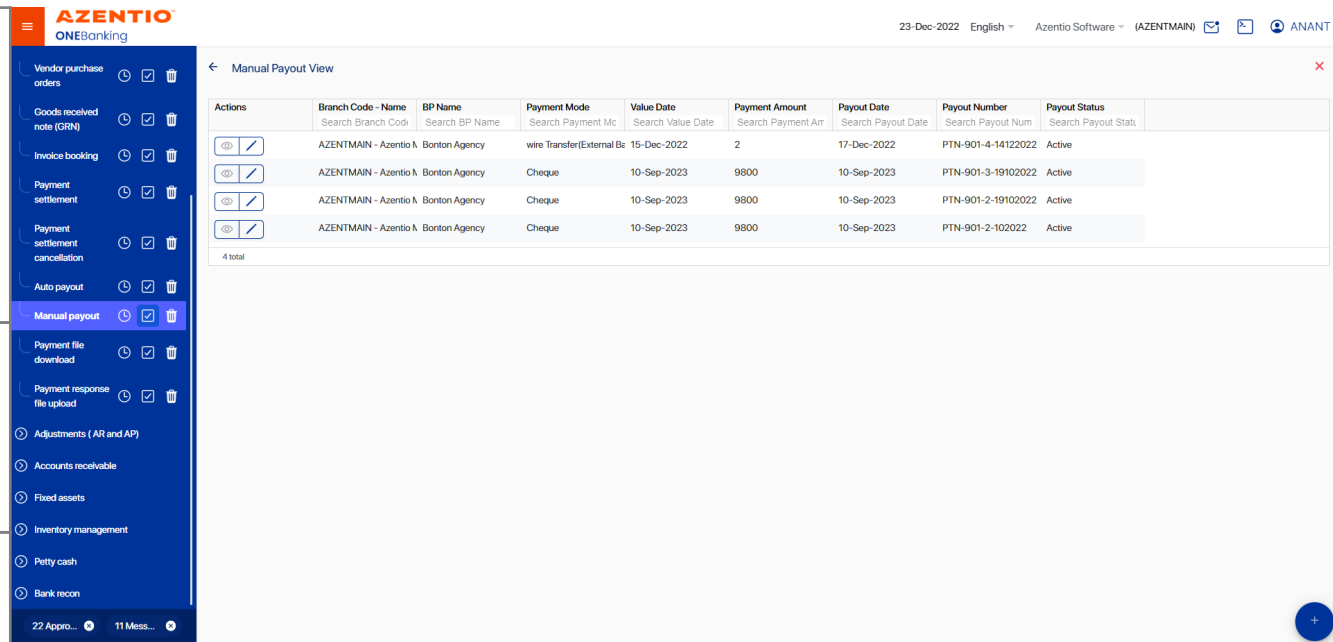 AZENTIO
ONEBanking
23-Dec-2022 English Azentio Software (AZENTMAIN) ANANT
Vendor purchase
orders
Goods received
note (GRN)
Invoice booking
Payment
settlement
Payment
settlement
cancellation
Auto payout
Manual payout
Payment file
download
Payment response
file upload
Adjustments ( AR and AP)
Accounts receivable
Fixed assets
Inventory management
Petty cash
Bank recon
22 Appro... 11 Mess...
Manual Payout View
Actions Branch Code - Name BP Name Payment Mode Value Date Payment Amount Payout Date Payout Number Payout Status
Search Branch Code Search BP Name Search Payment Mo Search Value Date Search Payment Am Search Payout Date Search Payout Num Search Payout Statu
AZENTMAIN - Azentio M Bonton Agency wire Transfer(External Ba 15-Dec-2022 2 17-Dec-2022 PTN-901-4-14122022 Active
AZENTMAIN - Azentio M Bonton Agency Cheque 10-Sep-2023 9800 10-Sep-2023 PTN-901-3-19102022 Active
AZENTMAIN - Azentio M Bonton Agency Cheque 10-Sep-2023 9800 10-Sep-2023 PTN-901-2-19102022 Active
AZENTMAIN - Azentio M Bonton Agency Cheque 10-Sep-2023 9800 10-Sep-2023 PTN-901-2-102022 Active
4 total